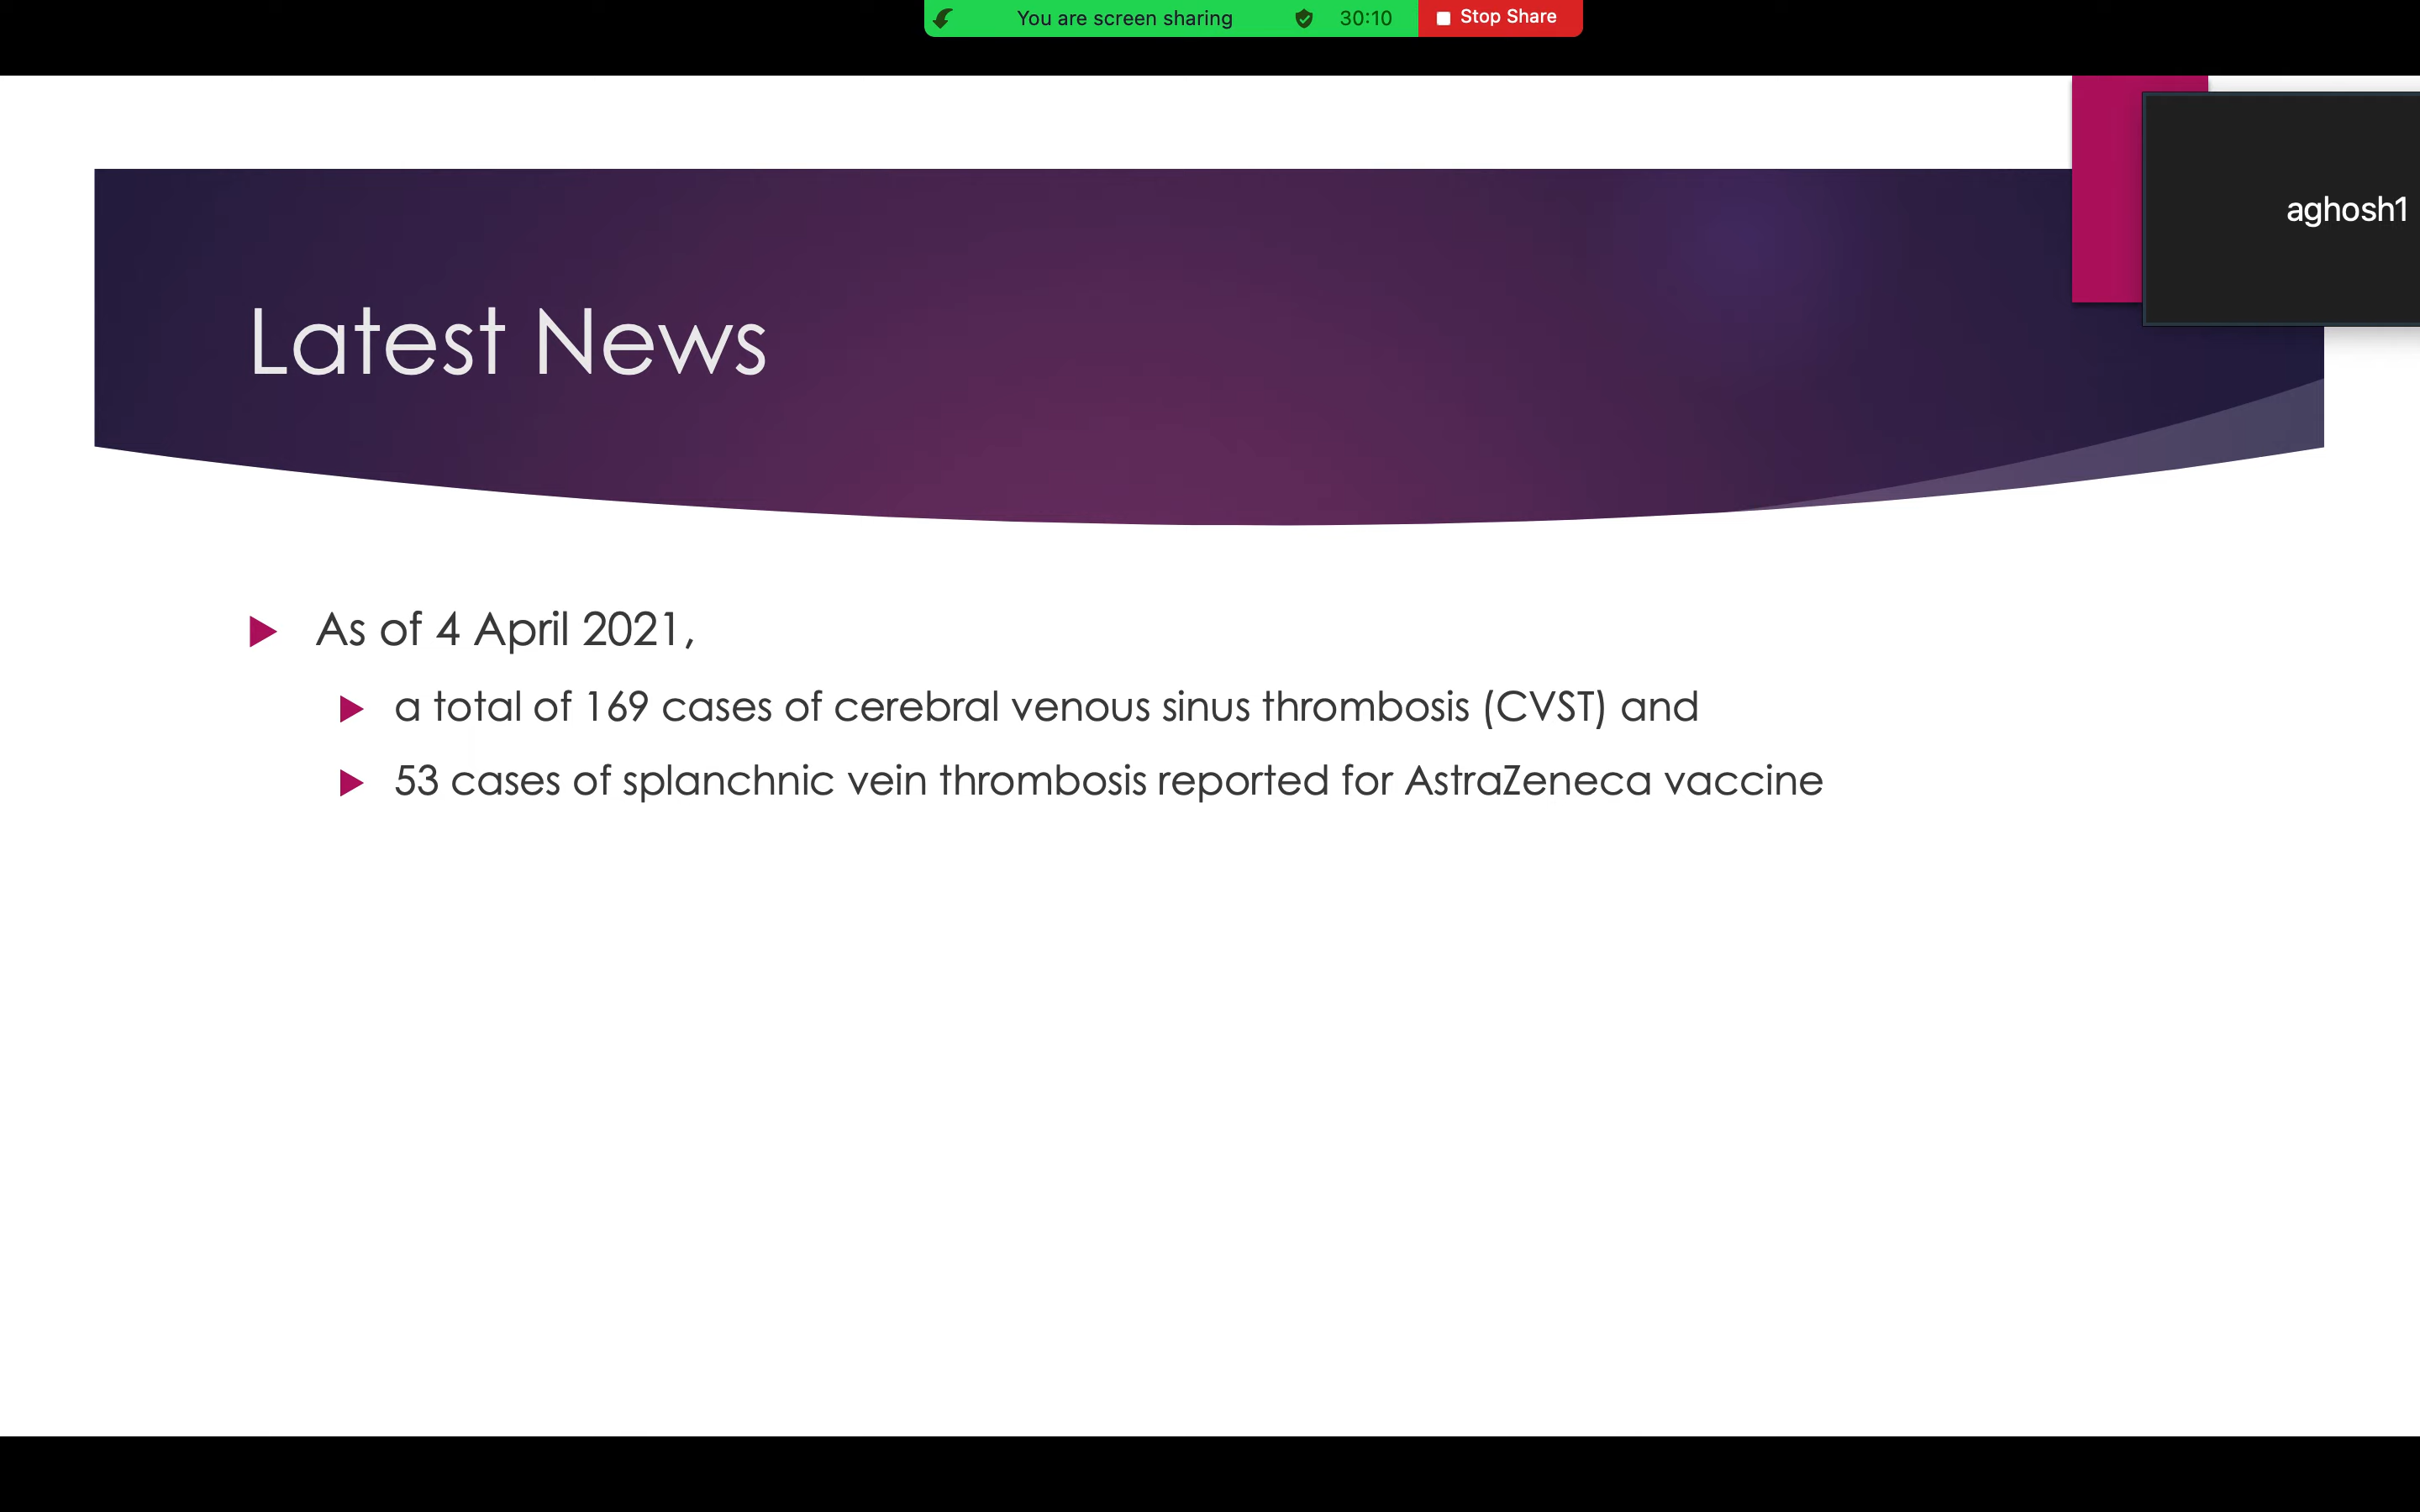 You are screen sharing 30:10 Stop Share
aghosh1
Latest News
As of 4 April 2021,
a total of 169 cases of cerebral venous sinus thrombosis (CVST) and
53 cases of splanchnic vein thrombosis reported for AstraZeneca vaccine